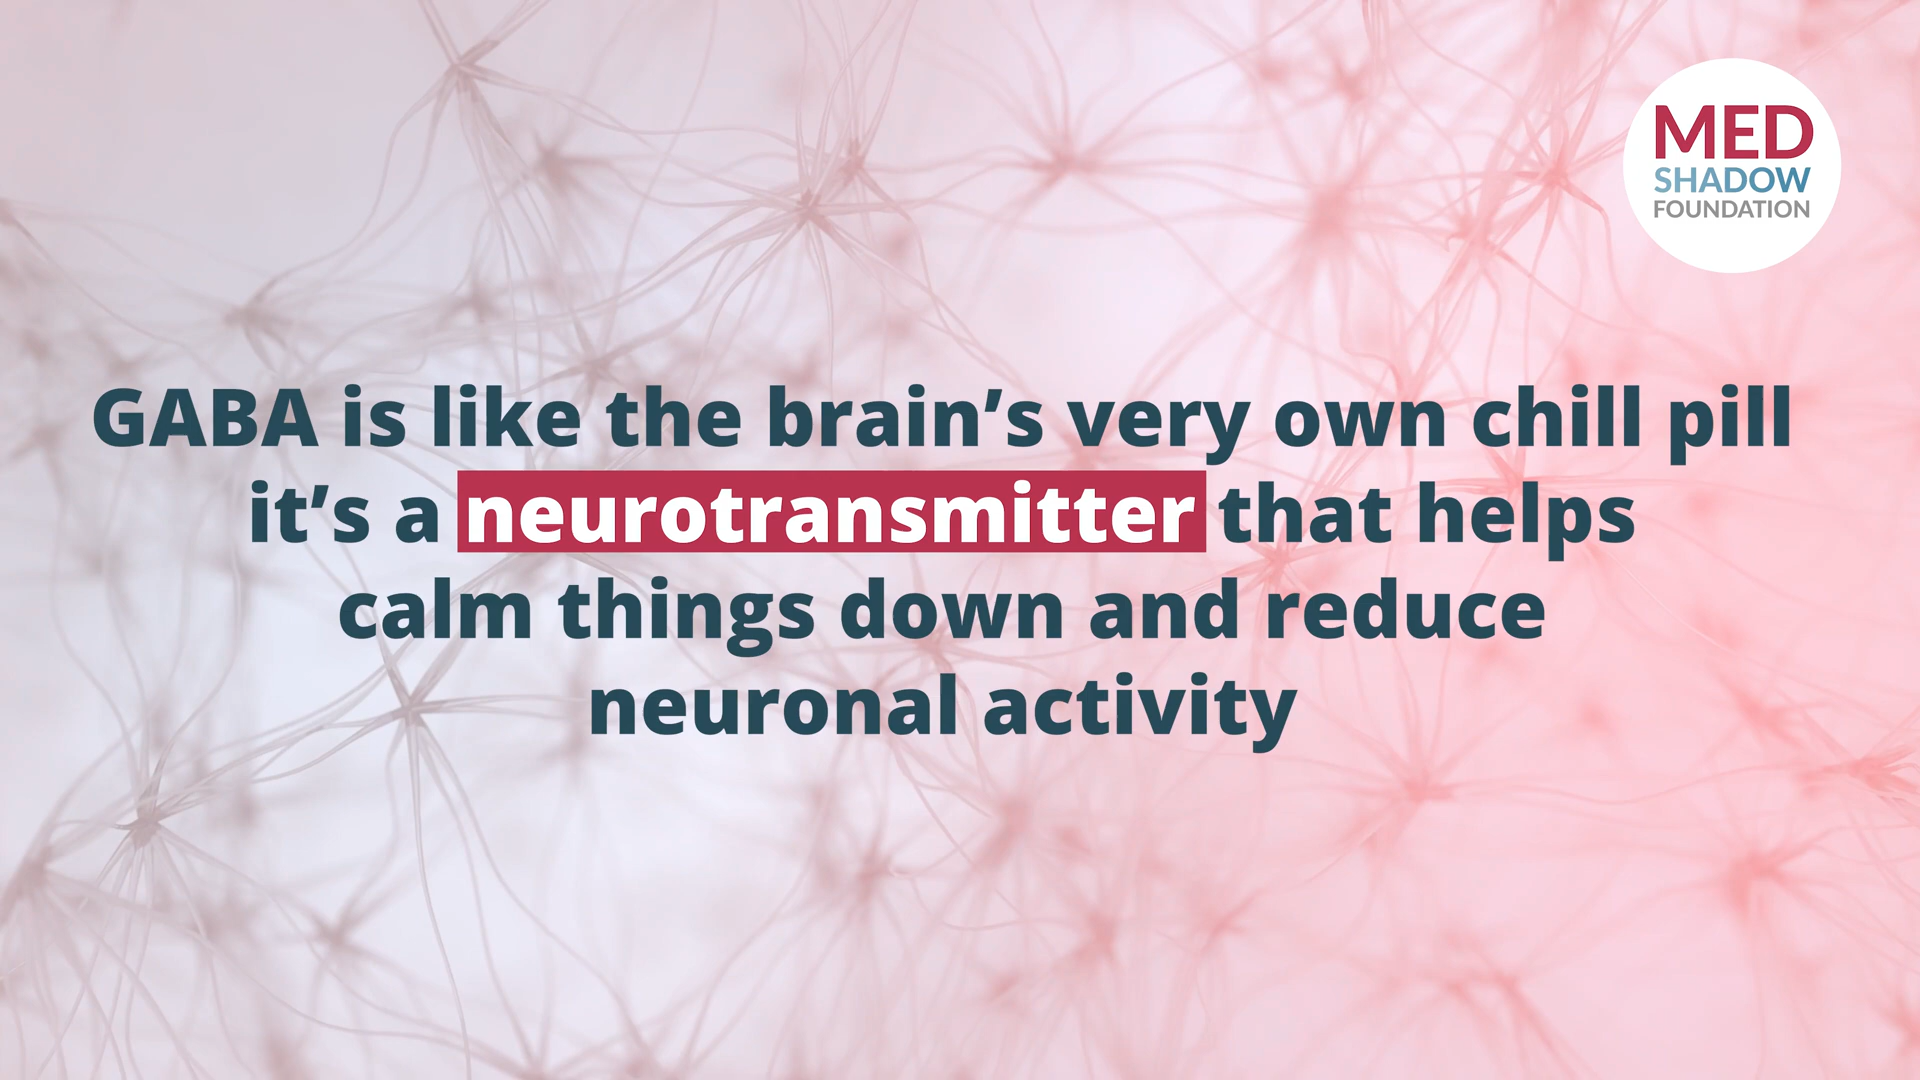 MED
SHADOW
FOUNDATION
GABA is like the brain’s very own chill pill
it’s a neurotransmitter that helps
calm things down and reduce
neuronal activity